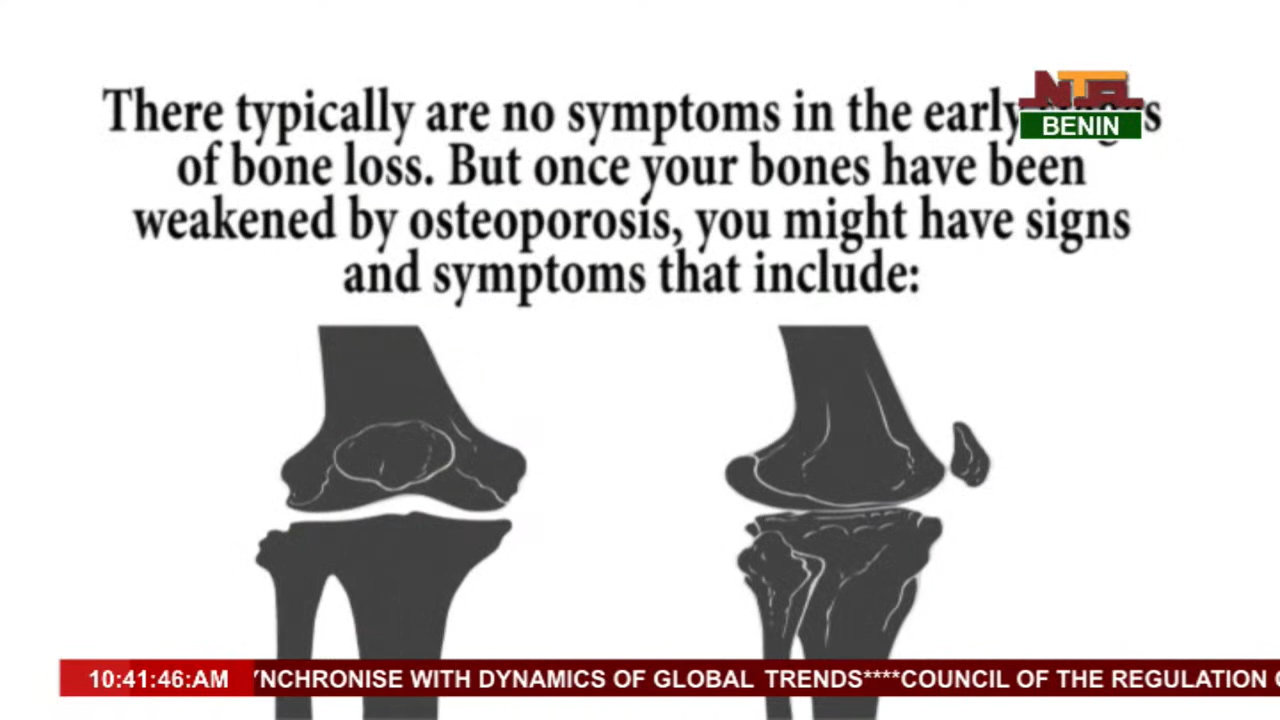 There typically are no symptoms in the early
of bone loss. But once your bones have been
weakened by osteoporosis, you might have signs
and symptoms that include:
NTA
BENIN
10:41:46:AM
YNCHRONISE WITH DYNAMICS OF GLOBAL TRENDS****COUNCIL OF THE REGULATION